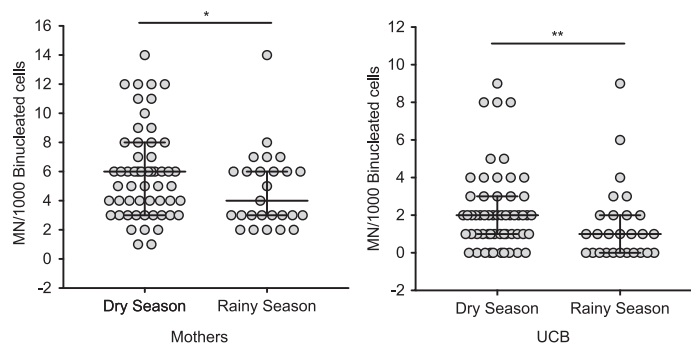 *
16
14
12
10
8
6
4
2
0
-2
MN/1000 Binucleated cells
Dry Season
Rainy Season
Mothers
**
12
10
8
6
4
2
0
-2
MN/1000 Binucleated cells
Dry Season
Rainy Season
UCB